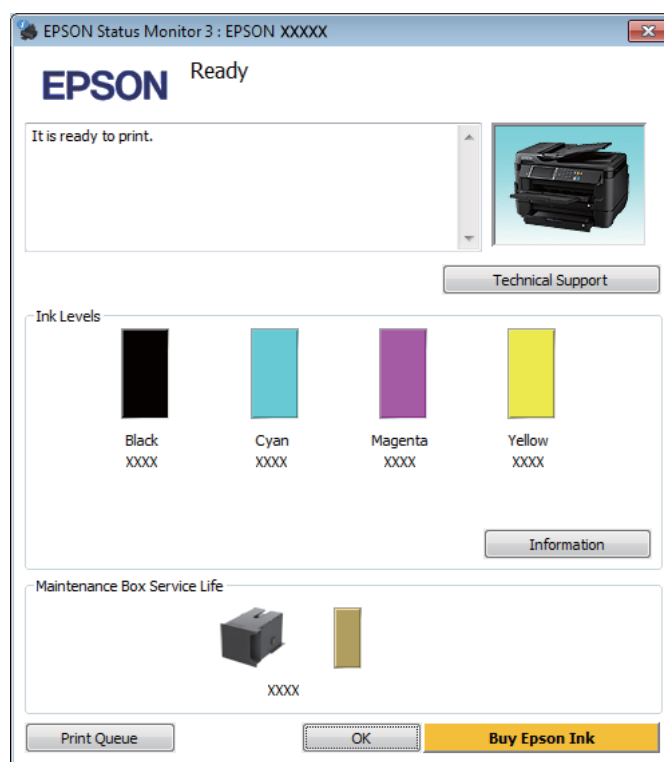 EPSON Status Monitor 3 : EPSON XXXXX
EPSON
Ready
It is ready to print.
Technical Support
Ink Levels
Black
Cyan
Magenta
Yellow
XXXX
XXXX
XXXX
XXXX
Information
Maintenance Box Service Life
XXXX
Print Queue
OK
Buy Epson Ink